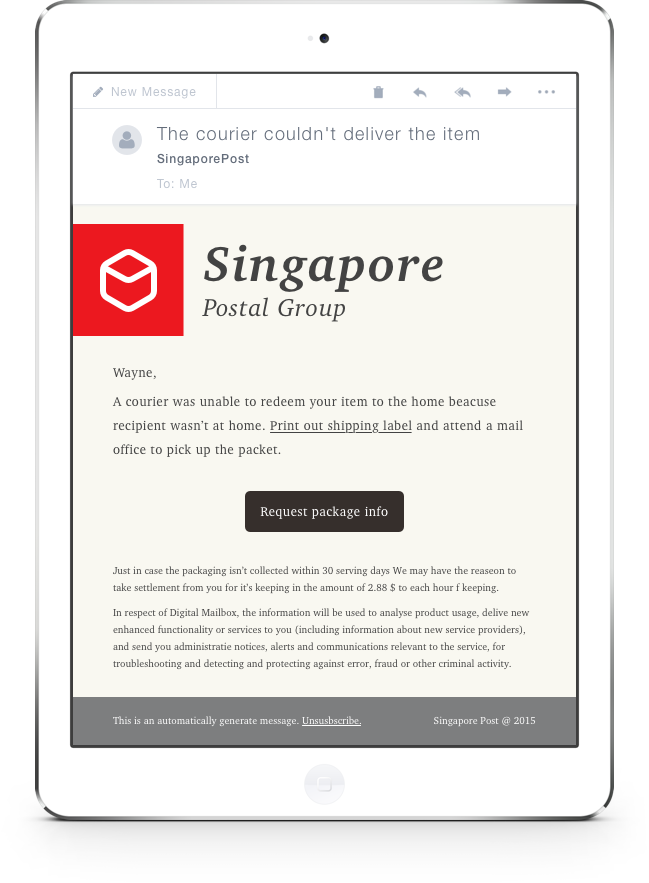 New Message
The courier couldn't deliver the item
SingaporePost
To: Me
Singapore
Postal Group
Wayne,
A courier was unable to redeem your item to the home beacuse
recipient wasn't at home. Print out shipping label and attend a mail
office to pick up the packet.
Request package info
Just in case the packaging isn't collected within 30 serving days We may have the reaseon to
take settlement from you for it's keeping in the amount of 2.88 $ to each hour f keeping.
In respect of Digital Mailbox, the information will be used to analyse product usage, delive new
enhanced functionality or services to you (including information about new service providers),
and send you administratie notices, alerts and communications relevant to the service, for
troubleshooting and detecting and protecting against error, fraud or other criminal activity.
This is an automatically generate message. Unsusbscribe. Singapore Post @ 2015